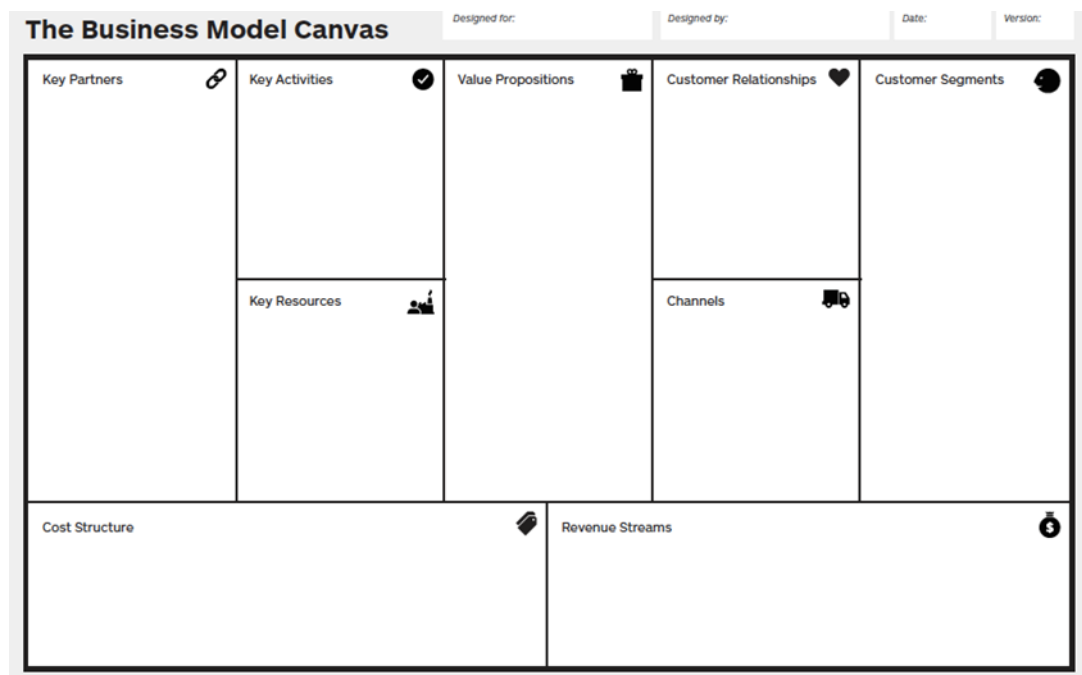 The Business Model Canvas
Designed for:
Designed by:
Date:
Version:
Key Partners
Key Activities
Value Propositions
Customer Relationships
Customer Segments
Key Resources
Channels
Cost Structure
Revenue Streams
$